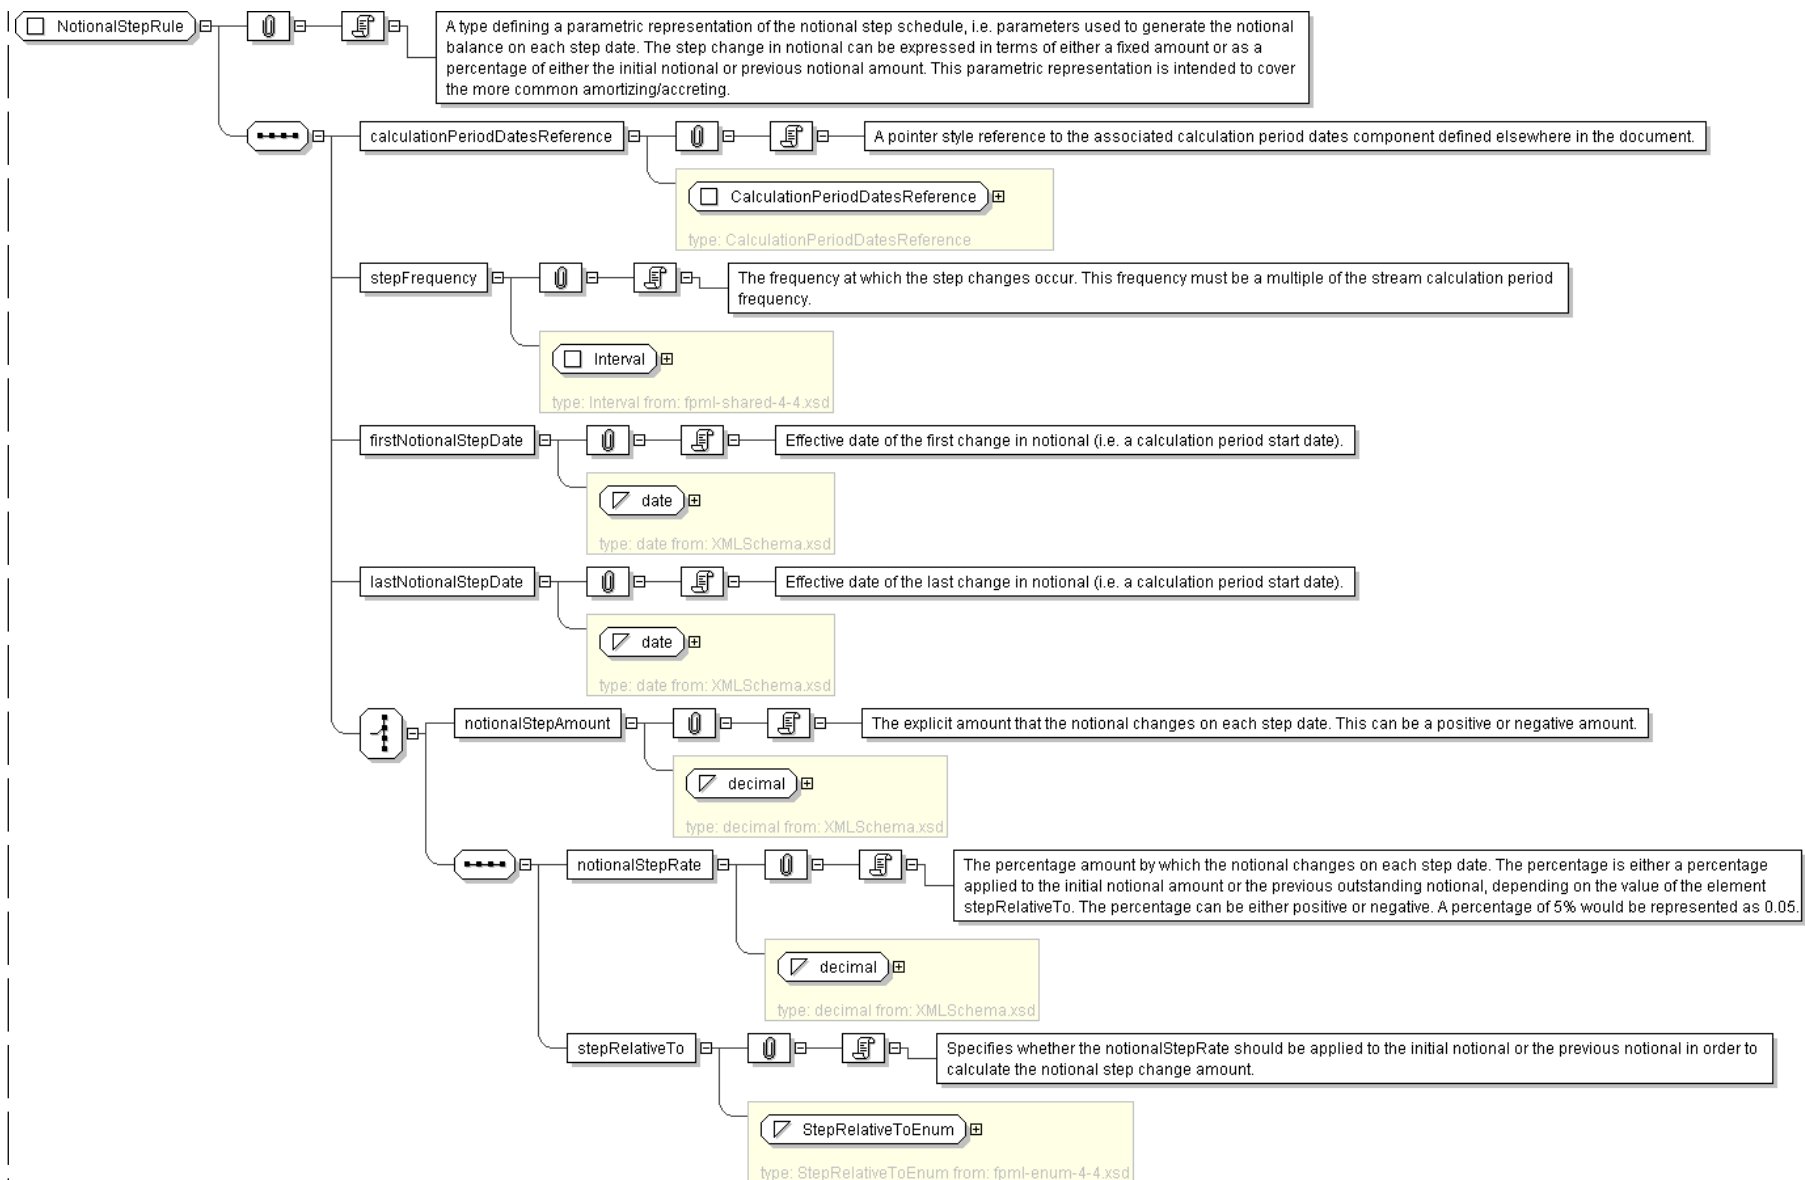 NotionalStepRule
A type defining a parametric representation of the notional step schedule, i.e. parameters used to generate the notional
balance on each step date. The step change in notional can be expressed in terms of either a fixed amount or as a
percentage of either the initial notional or previous notional amount. This parametric representation is intended to cover
the more common amortizing/accreting.
calculationPeriodDatesReference
A pointer style reference to the associated calculation period dates component defined elsewhere in the document.
CalculationPeriodDatesReference
type: CalculationPeriodDatesReference
stepFrequency
The frequency at which the step changes occur. This frequency must be a multiple of the stream calculation period
frequency.
Interval
type: Interval from: fpml-shared-4-4.xsd
firstNotionalStepDate
Effective date of the first change in notional (i.e. a calculation period start date).
date
type: date from: XMLSchema.xsd
lastNotionalStepDate
Effective date of the last change in notional (i.e. a calculation period start date).
date
type: date from: XMLSchema.xsd
notionalStepAmount
The explicit amount that the notional changes on each step date. This can be a positive or negative amount.
decimal
type: decimal from: XMLSchema.xsd
notionalStepRate
The percentage amount by which the notional changes on each step date. The percentage is either a percentage
applied to the initial notional amount or the previous outstanding notional, depending on the value of the element
stepRelativeTo. The percentage can be either positive or negative. A percentage of 5% would be represented as 0.05.
decimal
type: decimal from: XMLSchema.xsd
stepRelativeTo
Specifies whether the notionalStepRate should be applied to the initial notional or the previous notional in order to
calculate the notional step change amount.
StepRelativeToEnum
type: StepRelativeToEnum from: fpml-enum-4-4.xsd